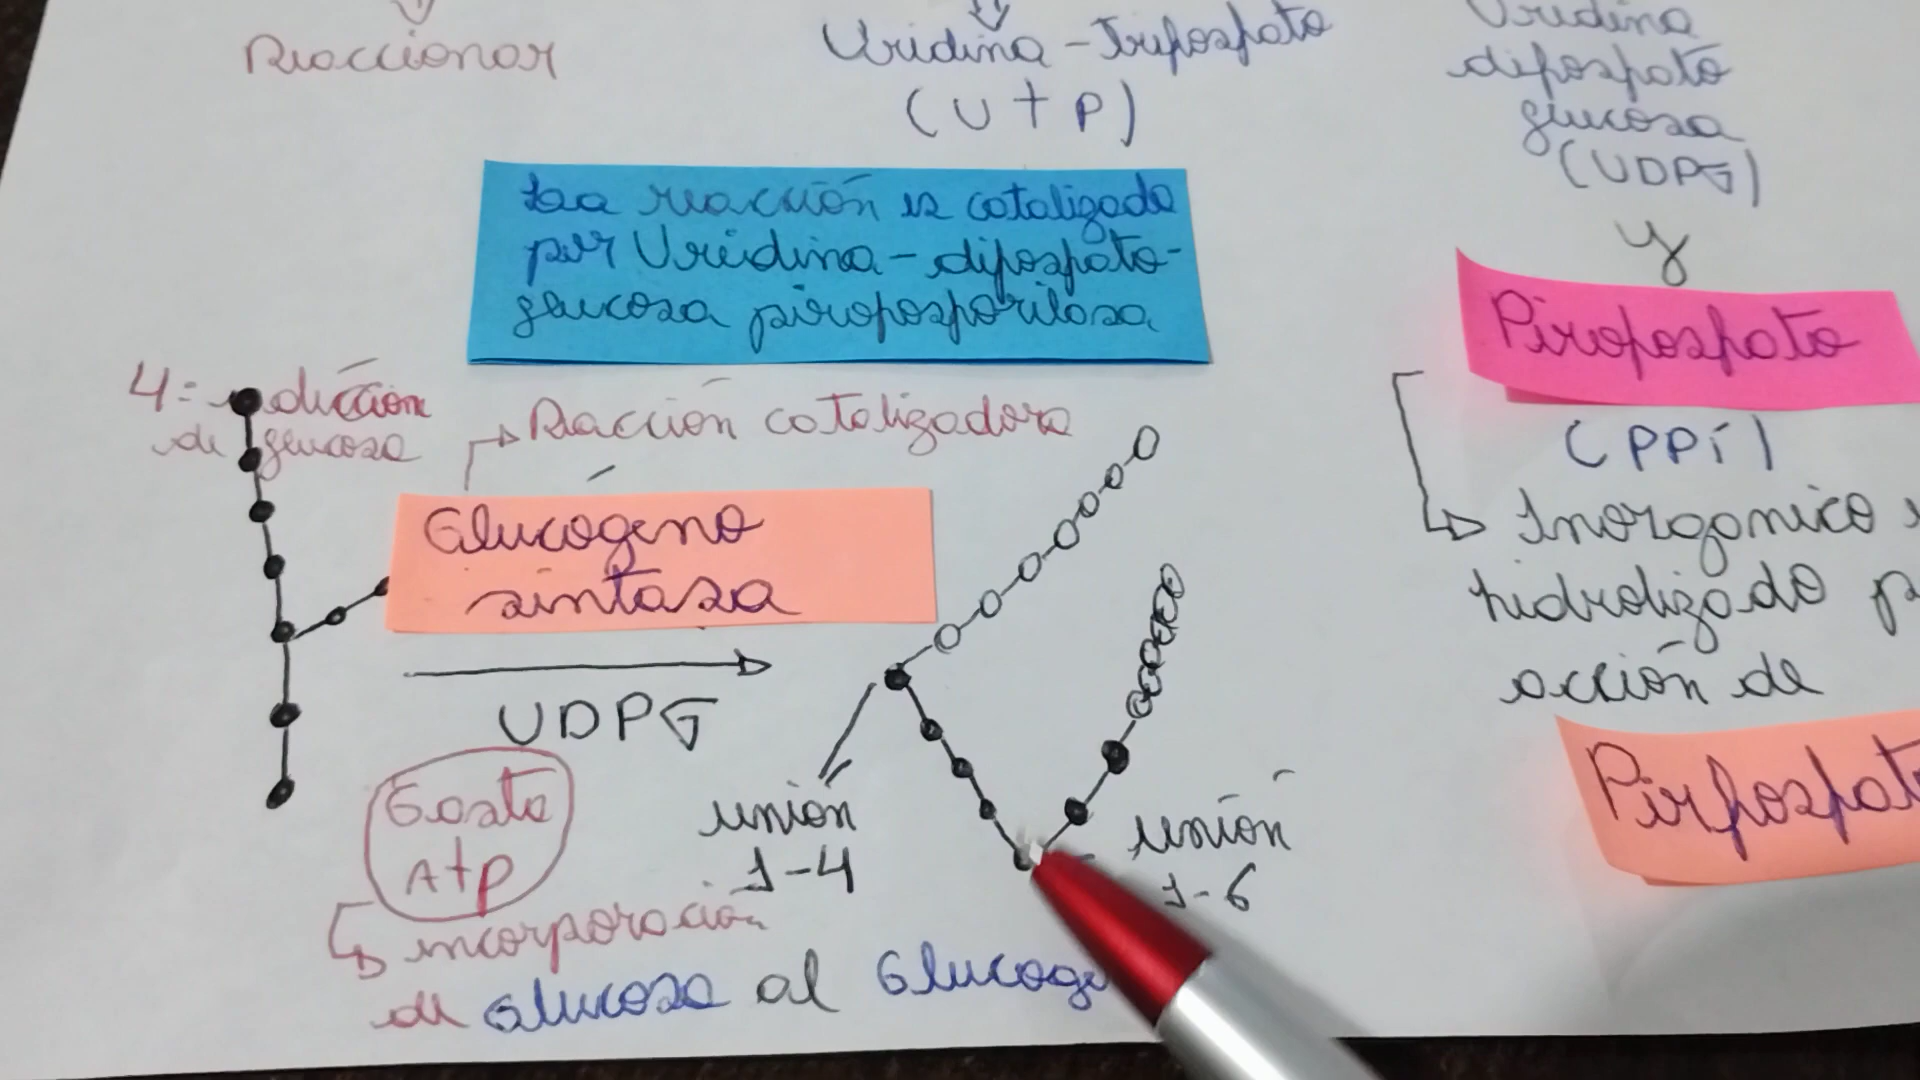 Reaccionar
Uridina - Trifosfato
(UTP)
Uridina
difosfato
glucosa
(UDPG)
y
La reacción es catalizada
por Uridina - difosfato -
glucosa pirofosforilasa
Pirofosfato
(PPi)
Inorganico
hidrolizado p
acción de
Pirfosfat
4= adición
de glucosa
Reacción catalizadora
Glucogeno
sintasa
UDPG
Gasto
ATP
incorporación
de Glucosa al Glucoge
unión
1-4
unión
1-6